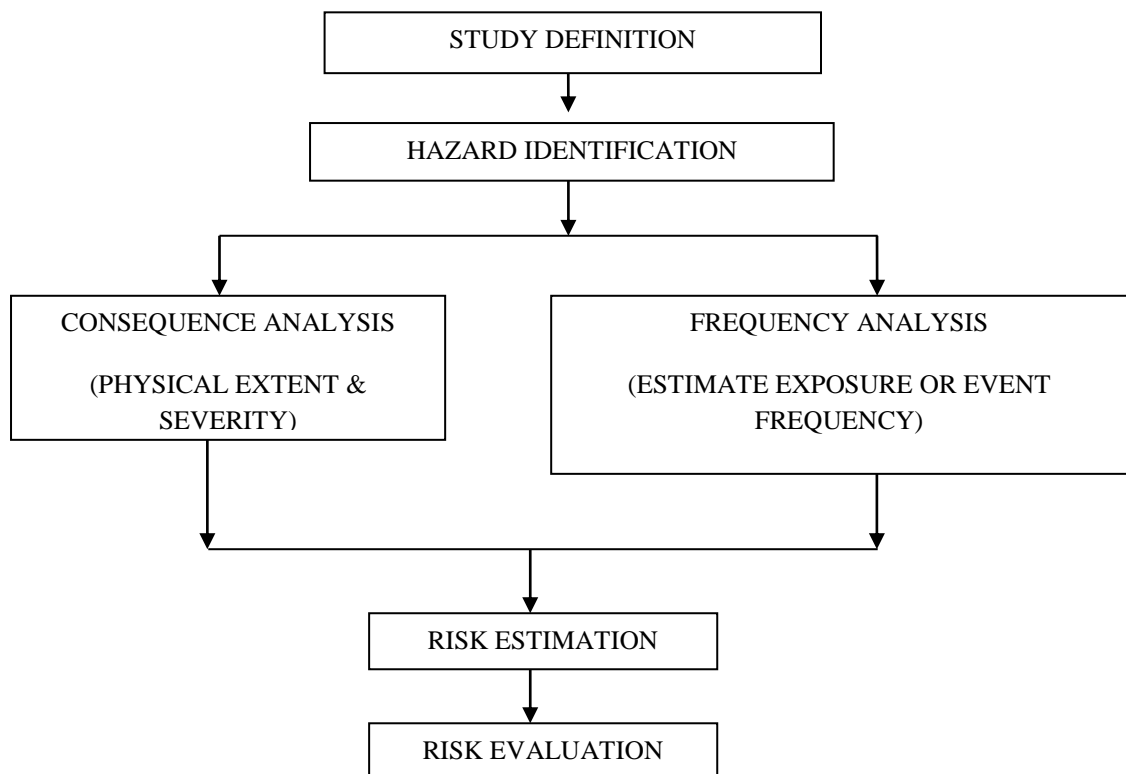 STUDY DEFINITION
HAZARD IDENTIFICATION
CONSEQUENCE ANALYSIS
(PHYSICAL EXTENT &
SEVERITY)
FREQUENCY ANALYSIS
(ESTIMATE EXPOSURE OR EVENT
FREQUENCY)
RISK ESTIMATION
RISK EVALUATION